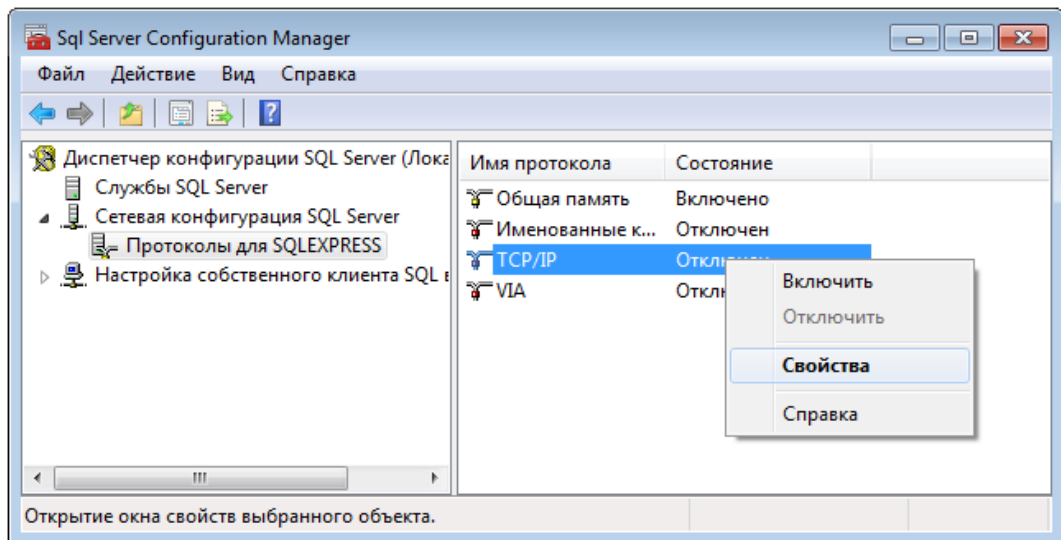 Sql Server Configuration Manager
Файл Действие Вид Справка
Диспетчер конфигурации SQL Server (Лока
Службы SQL Server
Сетевая конфигурация SQL Server
Протоколы для SQLEXPRESS
Настройка собственного клиента SQL в
Имя протокола Состояние
Общая память Включено
Именованные к... Отключен
TCP/IP Отключен
VIA Отклю
Включить
Отключить
Свойства
Справка
Открытие окна свойств выбранного объекта.